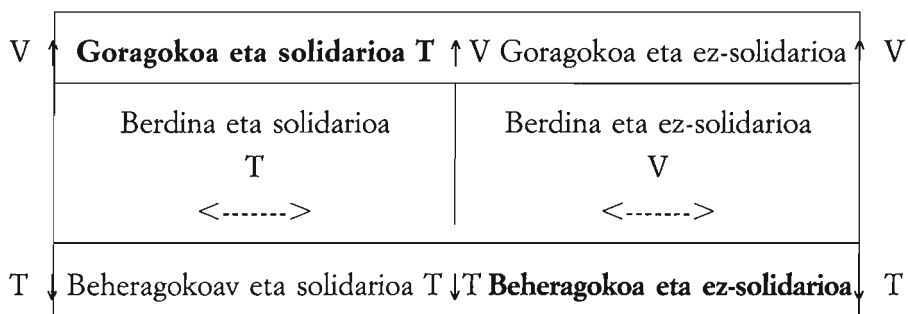 V ↑ Goragokoa eta solidarioa T ↑ V Goragokoa eta ez-solidarioa ↑ V
Berdina eta solidarioa Berdina eta ez-solidarioa
T V
<-------> <------>
T ↓ Beheragokoav eta solidarioa T ↓ T Beheragokoa eta ez-solidarioa ↓ T